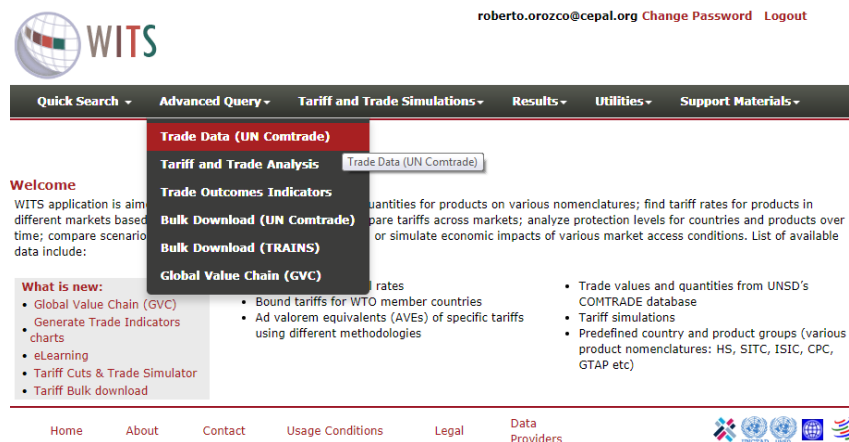 roberto.orozco@cepal.org Change Password Logout
WITS
Quick Search Advanced Query Tariff and Trade Simulations Results Utilities Support Materials
Trade Data (UN Comtrade)
Tariff and Trade Analysis
Trade Data (UN Comtrade)
Trade Outcomes Indicators
Bulk Download (UN Comtrade)
Bulk Download (TRAINS)
Global Value Chain (GVC)
Welcome
WITS application is aim uantities for products on various nomenclatures; find tariff rates for products in
different markets based pare tariffs across markets; analyze protection levels for countries and products over
time; compare scenario or simulate economic impacts of various market access conditions. List of available
data include:
What is new:
• Global Value Chain (GVC)
• Generate Trade Indicators
charts
• eLearning
• Tariff Cuts & Trade Simulator
• Tariff Bulk download
rates
• Bound tariffs for WTO member countries
• Ad valorem equivalents (AVEs) of specific tariffs
using different methodologies
• Trade values and quantities from UNSD's
COMTRADE database
• Tariff simulations
• Predefined country and product groups (various
product nomenclatures: HS, SITC, ISIC, CPC,
GTAP etc)
Home About Contact Usage Conditions Legal Data
Providers